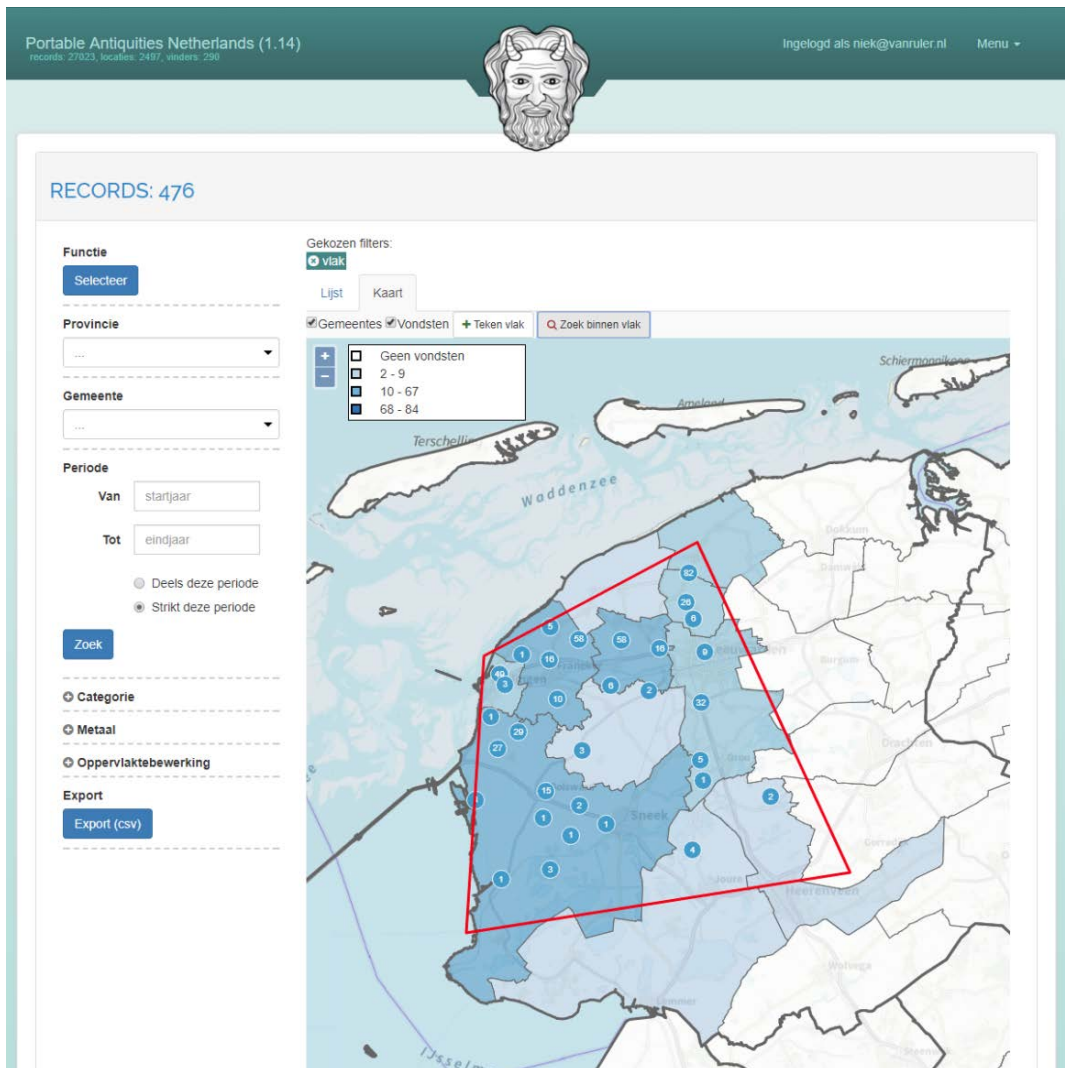 Portable Antiquities Netherlands (1.14)
records: 27023, locaties: 2497, vinders: 290
Ingelogd als niek@vanruler.nl Menu
RECORDS: 476
Functie
Selecteer
Provincie
...
Gemeente
...
Periode
Van startjaar
Tot eindjaar
Deels deze periode
Strikt deze periode
Zoek
Categorie
Metaal
Oppervlaktebewerking
Export
Export (csv)
Gekozen filters:
vlak
Lijst Kaart
Gemeentes Vondsten + Teken vlak Zoek binnen vlak
+
−
Geen vondsten
2 - 9
10 - 67
68 - 84
Ameland
Waddenzee
Dokkum
82
26
6
5
58
58
16
9
1
16
49
3
6
2
10
32
Burgum
1
29
27
3
Drachten
5
1
15
2
2
1
1
Sneek
1
4
3
1
Joure
Heerenveen
Wolvega
Lemmer